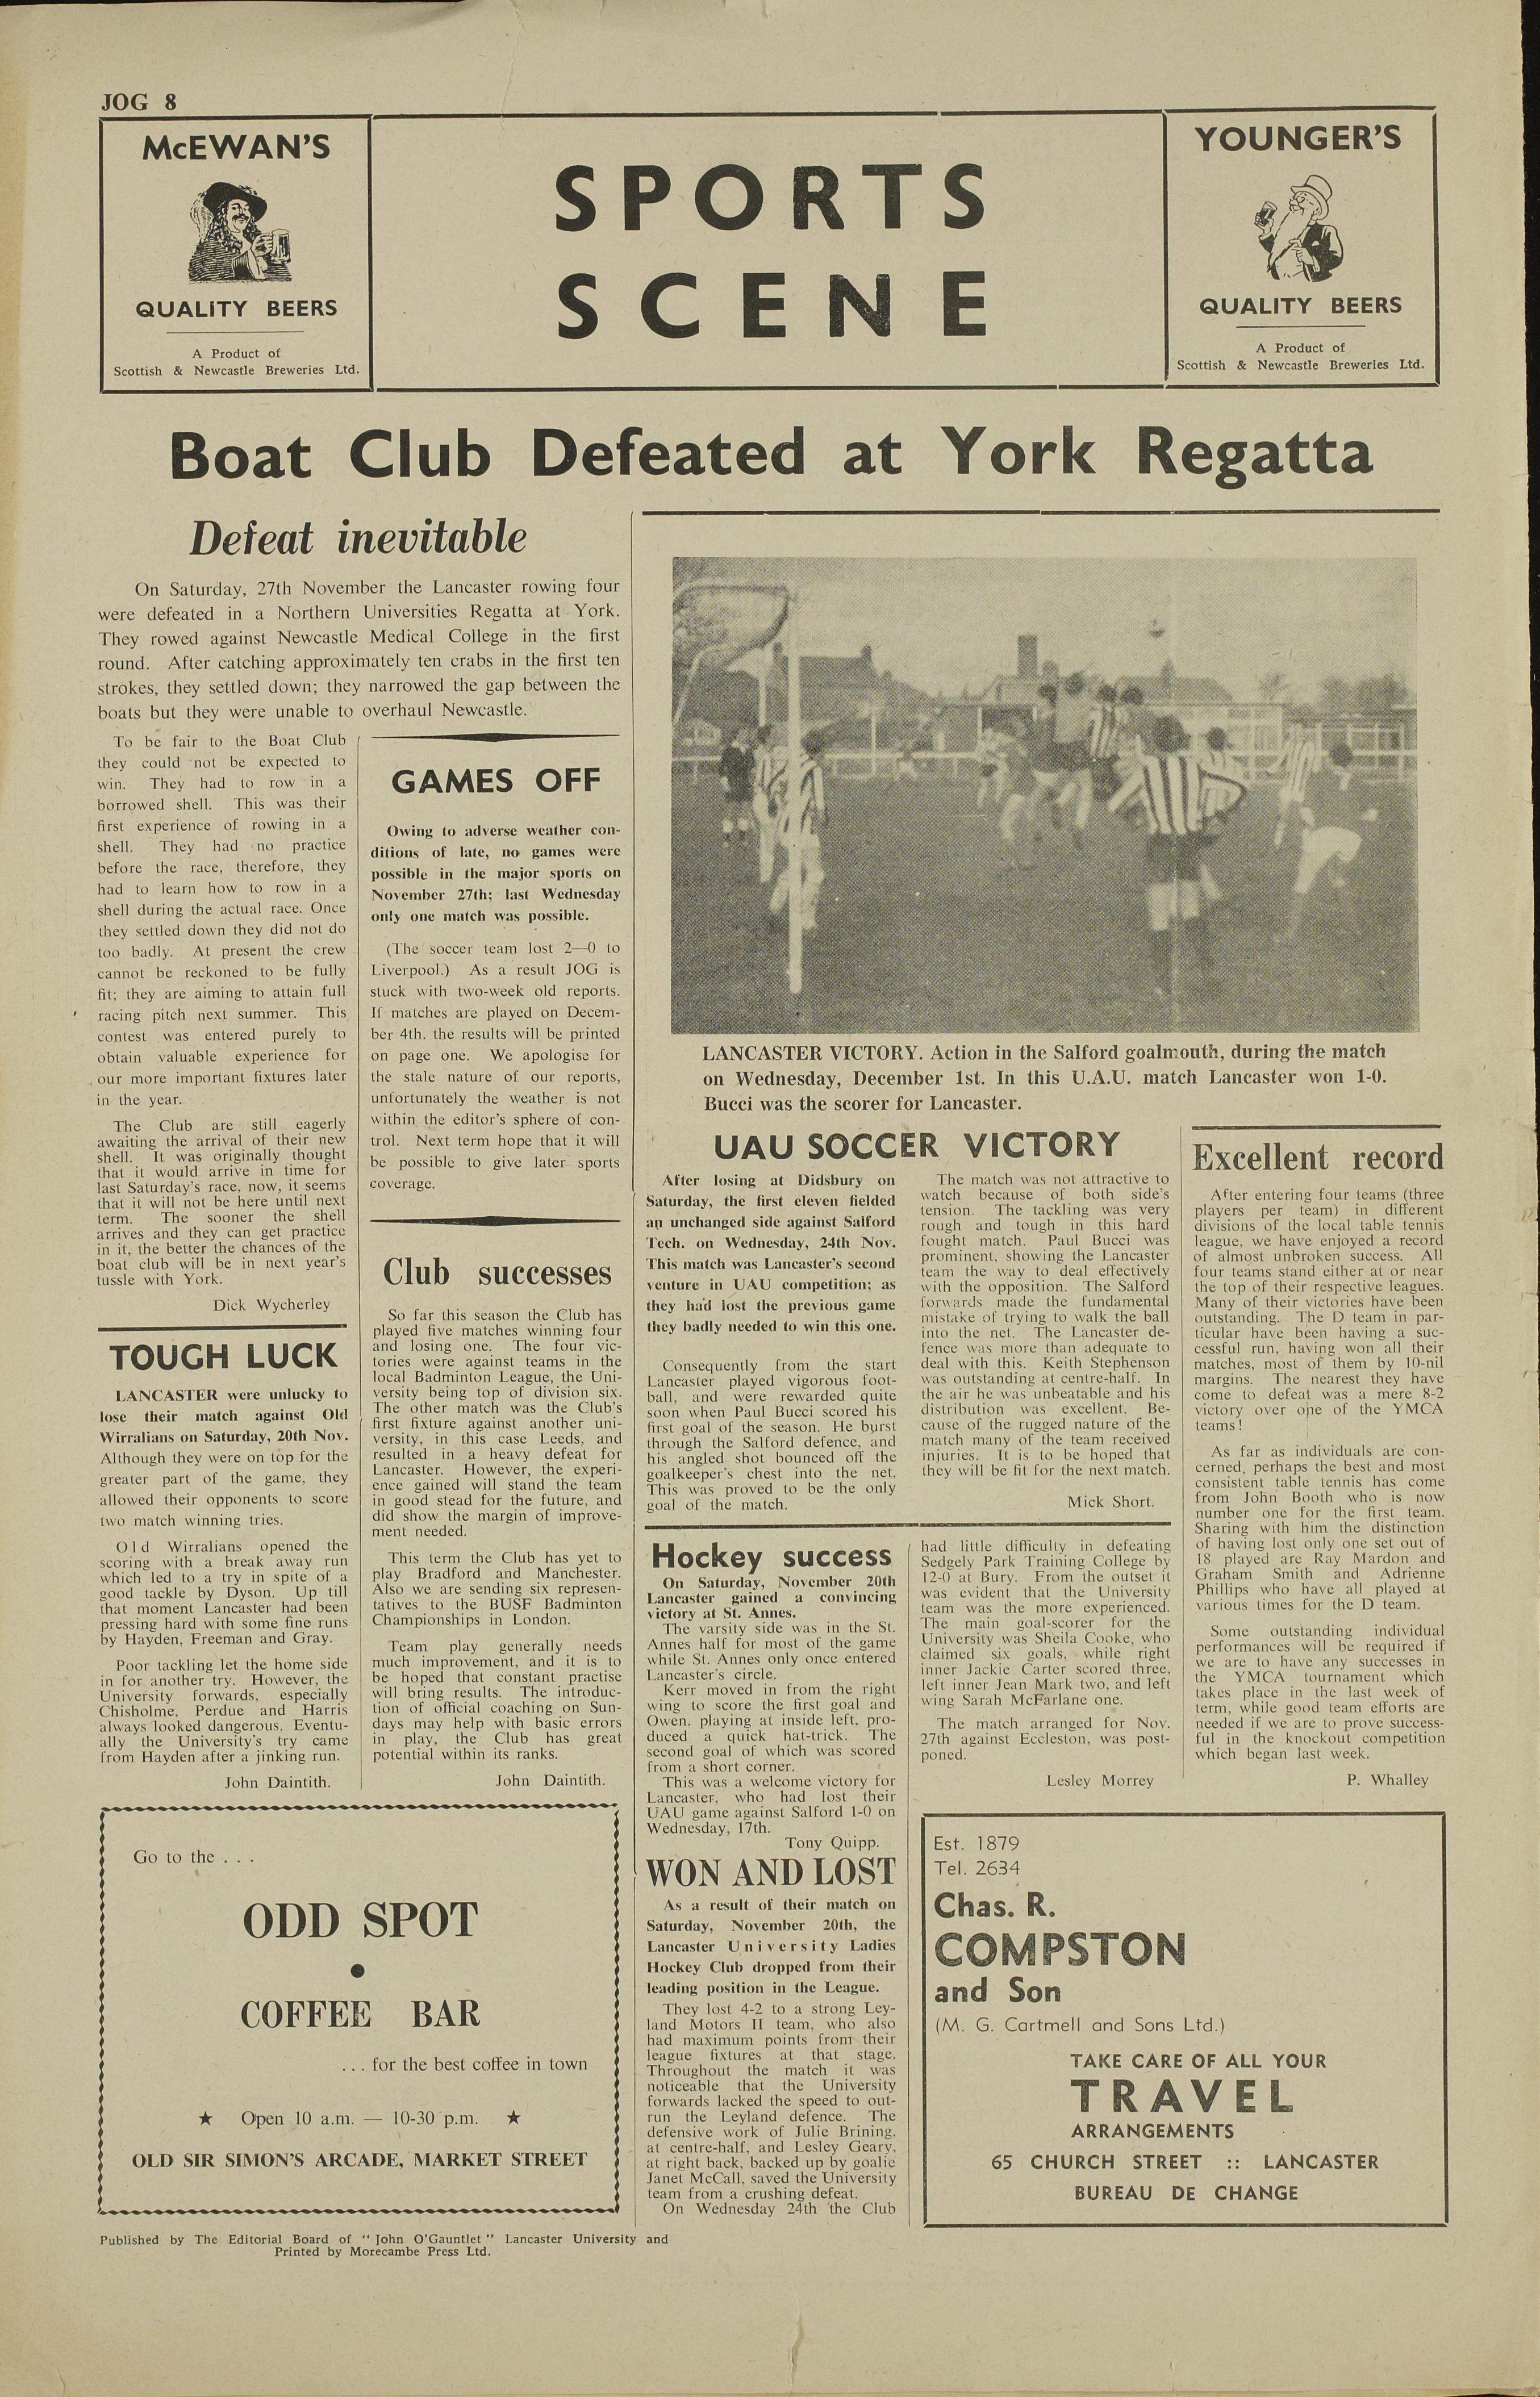 JOG 8
McEWAN'S
QUALITY BEERS
A Product of
Scottish & Newcastle Breweries Ltd.
SPORTS
SCENE
YOUNGER'S
QUALITY BEERS
A Product of
Scottish & Newcastle Breweries Ltd.
Boat Club Defeated at York Regatta
Defeat inevitable
On Saturday, 27th November the Lancaster rowing four
were defeated in a Northern Universities Regatta at York.
They rowed against Newcastle Medical College in the first
round. After catching approximately ten crabs in the first ten
strokes, they settled down; they narrowed the gap between the
boats but they were unable to overhaul Newcastle.
To be fair to the Boat Club
they could not be expected to
win. They had to row in a
borrowed shell. This was their
first experience of rowing in a
shell. They had no practice
before the race, therefore, they
had to learn how to row in a
shell during the actual race. Once
they settled down they did not do
too badly. At present the crew
cannot be reckoned to be fully
fit; they are aiming to attain full
racing pitch next summer. This
contest was entered purely to
obtain valuable experience for
our more important fixtures later
in the year.
The Club are still eagerly
awaiting the arrival of their new
shell. It was originally thought
that it would arrive in time for
last Saturday's race, now, it seems
that it will not be here until next
term. The sooner the shell
arrives and they can get practice
in it, the better the chances of the
boat club will be in next year's
tussle with York.
Dick Wycherley
TOUGH LUCK
LANCASTER were unlucky to
lose their match against Old
Wirralians on Saturday, 20th Nov.
Although they were on top for the
greater part of the game, they
allowed their opponents to score
two match winning tries.
Old Wirralians opened the
scoring with a break away run
which led to a try in spite of a
good tackle by Dyson. Up till
that moment Lancaster had been
pressing hard with some fine runs
by Hayden, Freeman and Gray.
Poor tackling let the home side
in for another try. However, the
University forwards, especially
Chisholme, Perdue and Harris
always looked dangerous. Eventu-
ally the University's try came
from Hayden after a jinking run.
John Daintith.
GAMES OFF
Owing to adverse weather con-
ditions of late, no games were
possible in the major sports on
November 27th; last Wednesday
only one match was possible.
(The soccer team lost 2—0 to
Liverpool.) As a result JOG is
stuck with two-week old reports.
If matches are played on Decem-
ber 4th. the results will be printed
on page one. We apologise for
the stale nature of our reports,
unfortunately the weather is not
within the editor's sphere of con-
trol. Next term hope that it will
be possible to give later sports
coverage.
Club successes
So far this season the Club has
played five matches winning four
and losing one. The four vic-
tories were against teams in the
local Badminton League, the Uni-
versity being top of division six.
The other match was the Club's
first fixture against another uni-
versity, in this case Leeds, and
resulted in a heavy defeat for
Lancaster. However, the experi-
ence gained will stand the team
in good stead for the future, and
did show the margin of improve-
ment needed.
This term the Club has yet to
play Bradford and Manchester.
Also we are sending six represen-
tatives to the BUSF Badminton
Championships in London.
Team play generally needs
much improvement, and it is to
be hoped that constant practise
will bring results. The introduc-
tion of official coaching on Sun-
days may help with basic errors
in play, the Club has great
potential within its ranks.
John Daintith.
LANCASTER VICTORY. Action in the Salford goalmouth, during the match
on Wednesday, December 1st. In this U.A.U. match Lancaster won 1-0.
Bucci was the scorer for Lancaster.
UAU SOCCER VICTORY
After losing at Didsbury on
Saturday, the first eleven fielded
an unchanged side against Salford
Tech. on Wednesday, 24th Nov.
This match was Lancaster's second
venture in UAU competition; as
they had lost the previous game
they badly needed to win this one.
Consequently from the start
Lancaster played vigorous foot-
ball, and were rewarded quite
soon when Paul Bucci scored his
first goal of the season. He burst
through the Salford defence, and
his angled shot bounced off the
goalkeeper's chest into the net.
This was proved to be the only
goal of the match.
The match was not attractive to
watch because of both side's
tension. The tackling was very
rough and tough in this hard
fought match. Paul Bucci was
prominent, showing the Lancaster
team the way to deal effectively
with the opposition. The Salford
forwards made the fundamental
mistake of trying to walk the ball
into the net. The Lancaster de-
fence was more than adequate to
deal with this. Keith Stephenson
was outstanding at centre-half. In
the air he was unbeatable and his
distribution was excellent. Be-
cause of the rugged nature of the
match many of the team received
injuries. It is to be hoped that
they will be fit for the next match.
Mick Short.
Hockey success
On Saturday, November 20th
Lancaster gained a convincing
victory at St. Annes.
The varsity side was in the St.
Annes half for most of the game
while St. Annes only once entered
Lancaster's circle.
Kerr moved in from the right
wing to score the first goal and
Owen, playing at inside left, pro-
duced a quick hat-trick. The
second goal of which was scored
from a short corner.
This was a welcome victory for
Lancaster, who had lost their
UAU game against Salford 1-0 on
Wednesday, 17th.
Tony Quipp.
WON AND LOST
As a result of their match on
Saturday, November 20th, the
Lancaster University Ladies
Hockey Club dropped from their
leading position in the League.
They lost 4-2 to a strong Ley-
land Motors II team, who also
had maximum points from their
league fixtures at that stage.
Throughout the match it was
noticeable that the University
forwards lacked the speed to out-
run the Leyland defence. The
defensive work of Julie Brining,
at centre-half, and Lesley Geary,
at right back, backed up by goalie
Janet McCall, saved the University
team from a crushing defeat.
On Wednesday 24th the Club
had little difficulty in defeating
Sedgely Park Training College by
12-0 at Bury. From the outset it
was evident that the University
team was the more experienced.
The main goal-scorer for the
University was Sheila Cooke, who
claimed six goals, while right
inner Jackie Carter scored three,
left inner Jean Mark two, and left
wing Sarah McFarlane one.
The match arranged for Nov.
27th against Eccleston, was post-
poned.
Lesley Morrey
Excellent record
After entering four teams (three
players per team) in different
divisions of the local table tennis
league, we have enjoyed a record
of almost unbroken success. All
four teams stand either at or near
the top of their respective leagues.
Many of their victories have been
outstanding. The D team in par-
ticular have been having a suc-
cessful run, having won all their
matches, most of them by 10-nil
margins. The nearest they have
come to defeat was a mere 8-2
victory over one of the YMCA
teams!
As far as individuals are con-
cerned, perhaps the best and most
consistent table tennis has come
from John Booth who is now
number one for the first team.
Sharing with him the distinction
of having lost only one set out of
18 played are Ray Mardon and
Graham Smith and Adrienne
Phillips who have all played at
various times for the D team.
Some outstanding individual
performances will be required if
we are to have any successes in
the YMCA tournament which
takes place in the last week of
term, while good team efforts are
needed if we are to prove success-
ful in the knockout competition
which began last week.
P. Whalley
Go to the . . .
ODD SPOT
COFFEE BAR
. . . for the best coffee in town
★ Open 10 a.m. — 10-30 p.m. ★
OLD SIR SIMON'S ARCADE, MARKET STREET
Est. 1879
Tel. 2634
Chas. R.
COMPSTON
and Son
(M. G. Cartmell and Sons Ltd.)
TAKE CARE OF ALL YOUR
TRAVEL
ARRANGEMENTS
65 CHURCH STREET :: LANCASTER
BUREAU DE CHANGE
Published by The Editorial Board of "John O'Gauntlet" Lancaster University and
Printed by Morecambe Press Ltd.